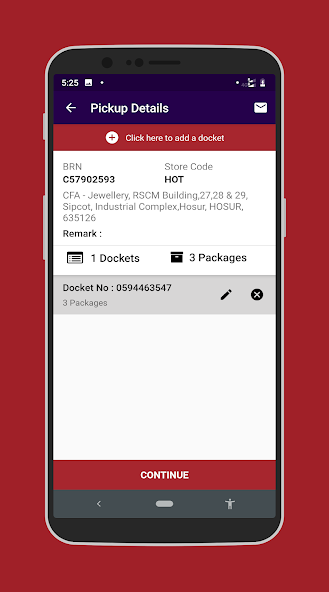 5:25
Pickup Details
Click here to add a docket
BRN
Store Code
C57902593
HOT
CFA - Jewellery, RSCM Building,27,28 & 29,
Sipcot, Industrial Complex,Hosur, HOSUR,
635126
Remark :
1 Dockets
3 Packages
Docket No : 0594463547
3 Packages
CONTINUE